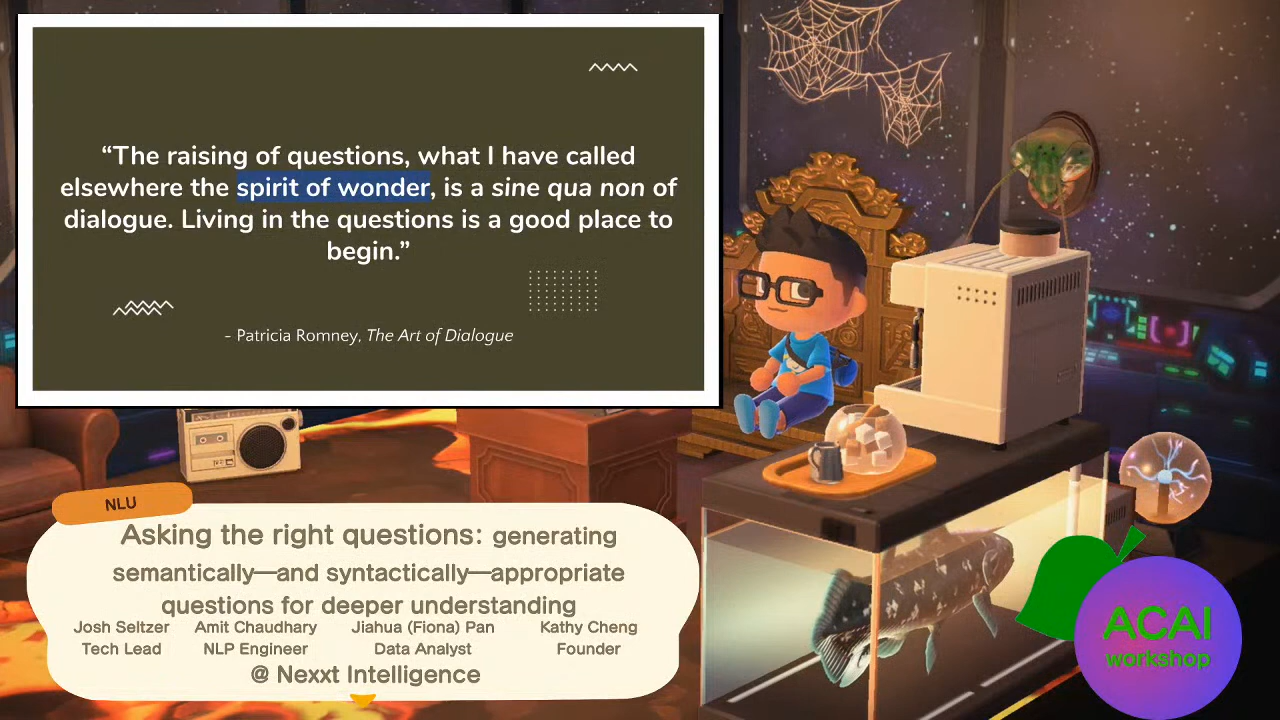 “The raising of questions, what I have called
elsewhere the spirit of wonder, is a sine qua non of
dialogue. Living in the questions is a good place to
begin.”
- Patricia Romney, The Art of Dialogue
NLU
Asking the right questions: generating
semantically—and syntactically—appropriate
questions for deeper understanding
Josh Seltzer Amit Chaudhary Jiahua (Fiona) Pan Kathy Cheng
Tech Lead NLP Engineer Data Analyst Founder
@ Nexxt Intelligence
ACAI
workshop